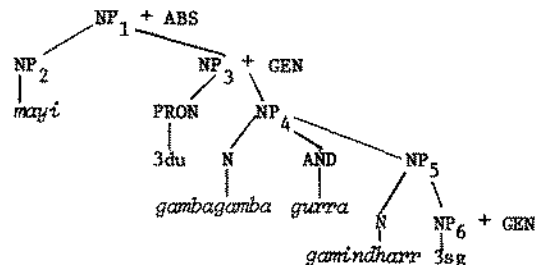 NP1 + ABS
NP2 NP3 + GEN
mayi PRON NP4
3du N AND NP5
gambagamba gurra N NP6 + GEN
gamindharr 3sg